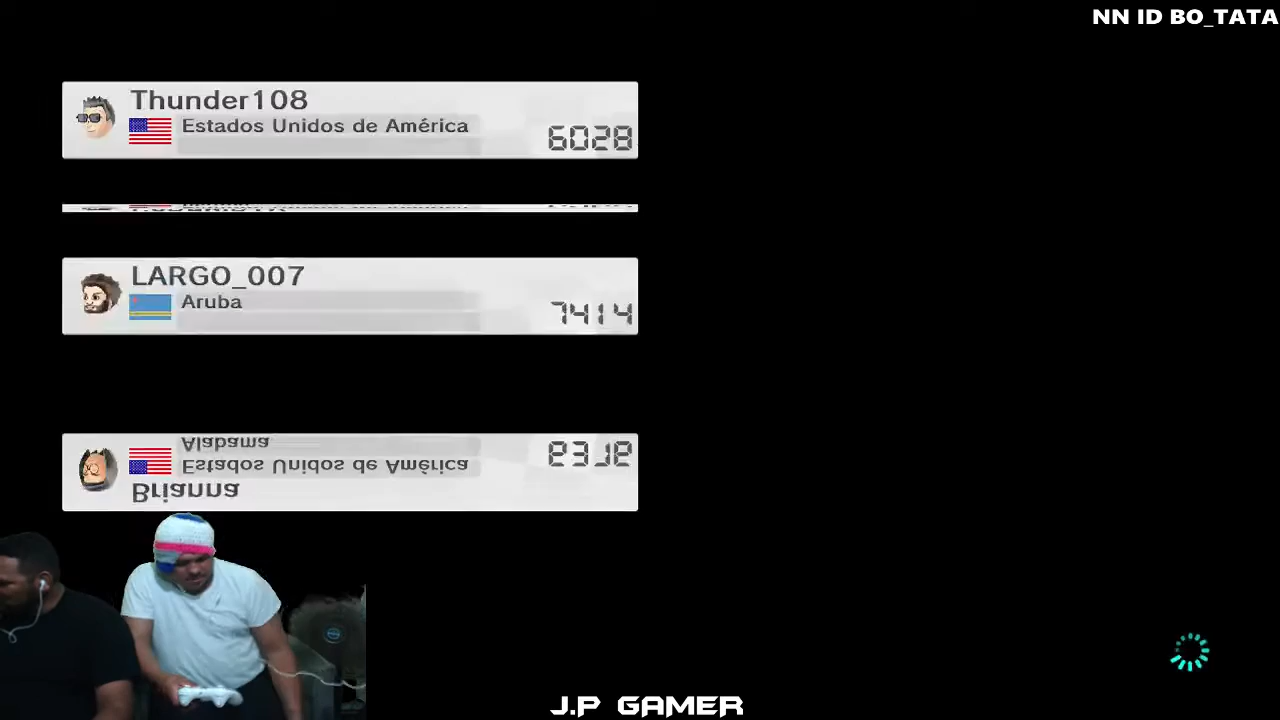 NN ID BO_TATA
Thunder108
Estados Unidos de América
6028
LARGO_007
Aruba
7414
Alabama
Estados Unidos de América
Brianna
J.P GAMER